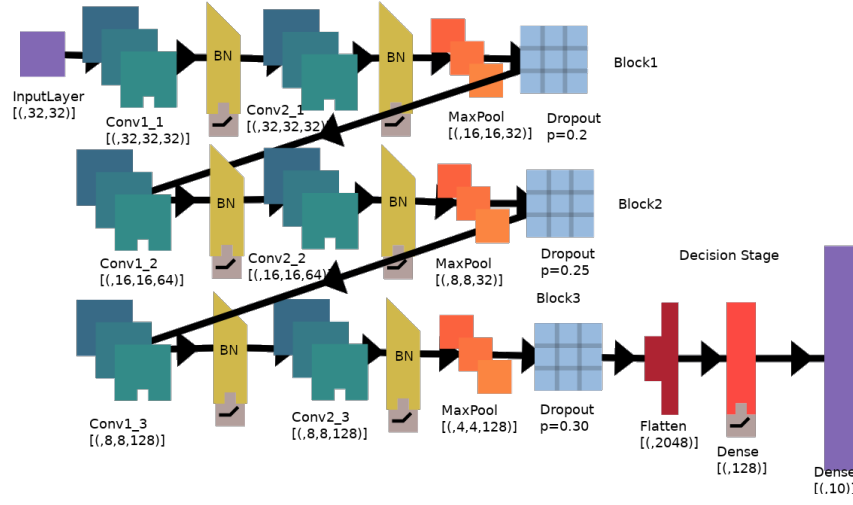 InputLayer
[(,32,32)]
Conv1_1
[(,32,32,32)]
BN
Conv2_1
[(,32,32,32)]
BN
MaxPool
[(,16,16,32)]
Dropout
p=0.2
Block1
Conv1_2
[(,16,16,64)]
BN
Conv2_2
[(,16,16,64)]
BN
MaxPool
[(,8,8,32)]
Dropout
p=0.25
Block2
Conv1_3
[(,8,8,128)]
BN
Conv2_3
[(,8,8,128)]
BN
MaxPool
[(,4,4,128)]
Block3
Dropout
p=0.30
Decision Stage
Flatten
[(,2048)]
Dense
[(,128)]
Dense
[(,10)]